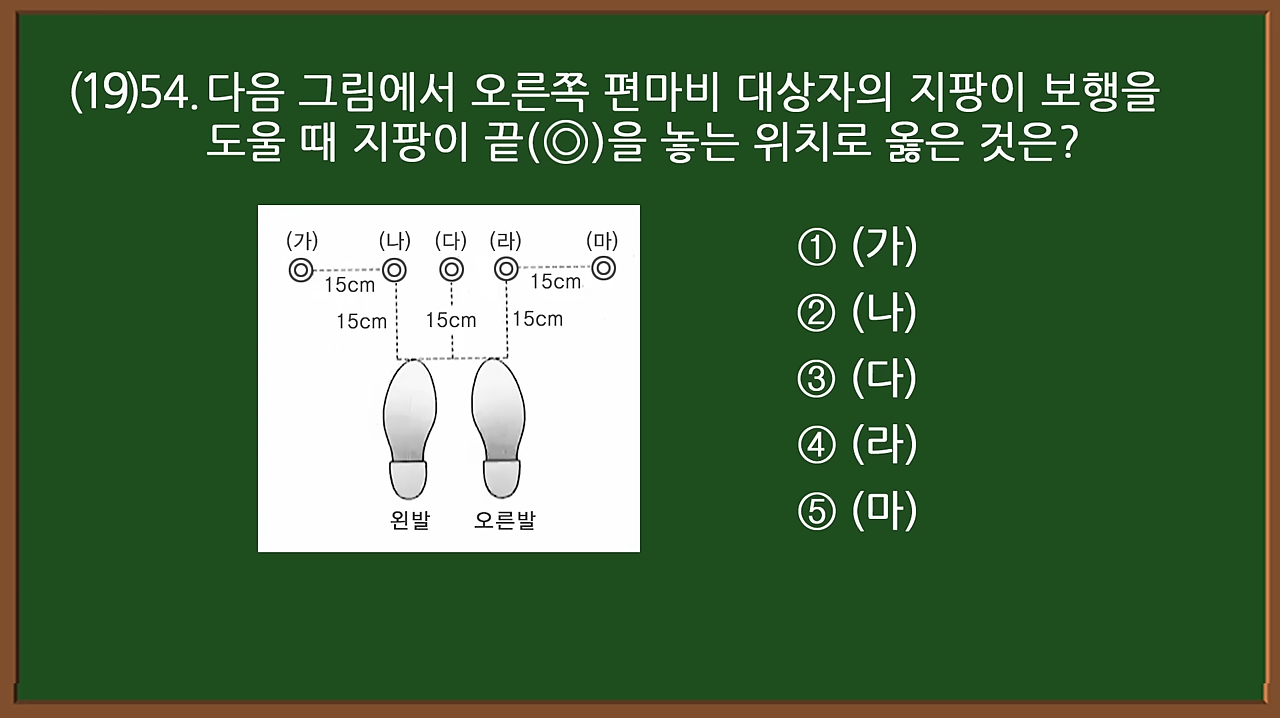 (19)54. 다음 그림에서 오른쪽 편마비 대상자의 지팡이 보행을
도울 때 지팡이 끝(◎)을 놓는 위치로 옳은 것은?
(가) (나) (다) (라) (마)
15cm 15cm
15cm 15cm 15cm
왼발 오른발
① (가)
② (나)
③ (다)
④ (라)
⑤ (마)